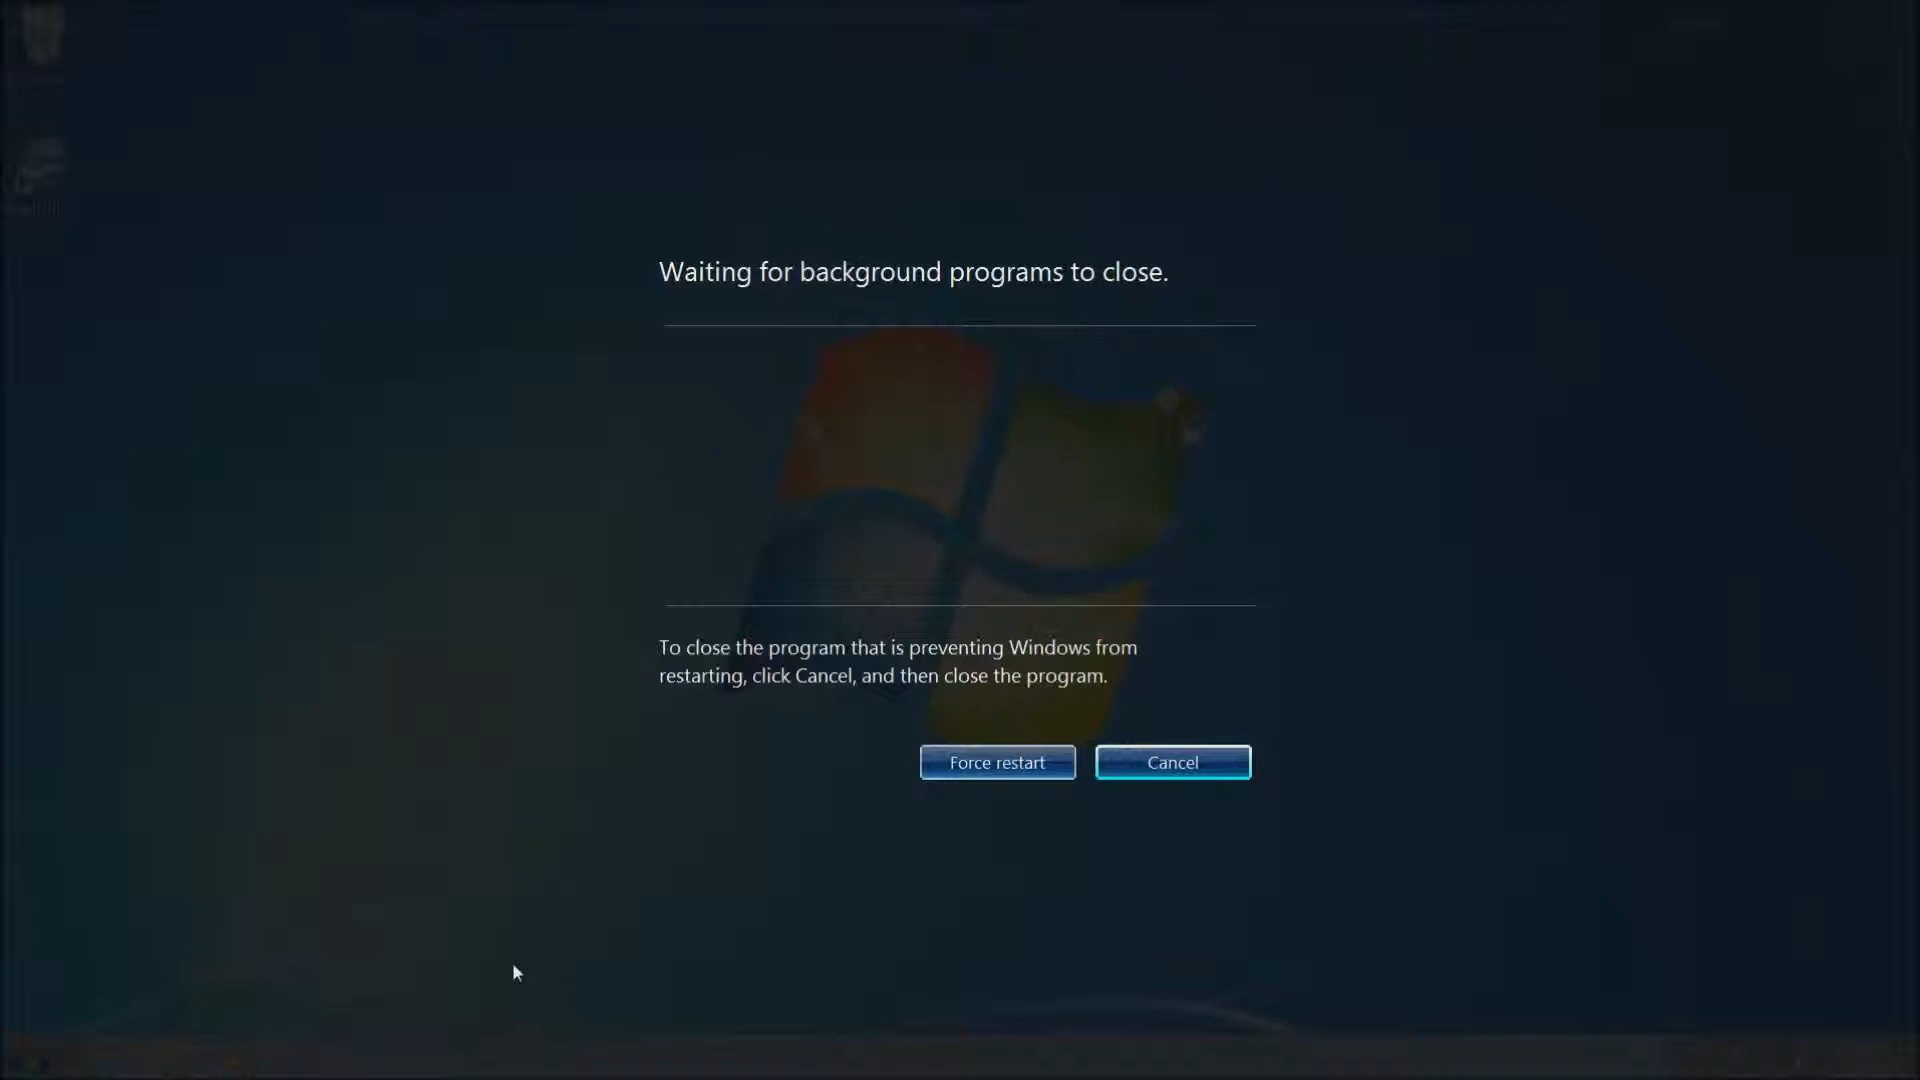 Waiting for background programs to close.
To close the program that is preventing Windows from
restarting, click Cancel, and then close the program.
Force restart
Cancel